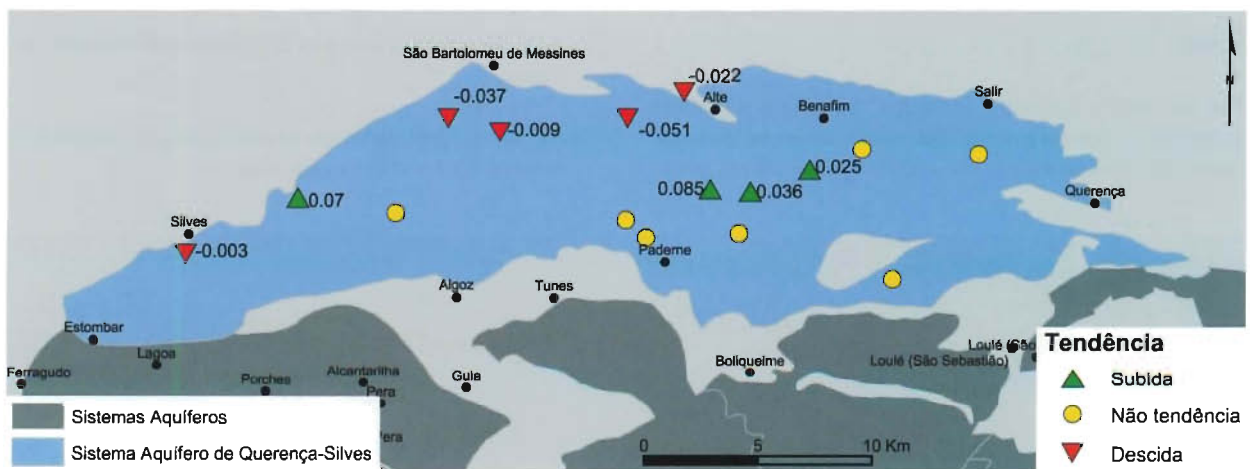 São Bartolomeu de Messines
-0.022
-0.037
Alte
Benafim
Salir
-0.009
-0.051
0.025
0.085
0.036
0.07
Querença
Silves
-0.003
Paderne
Algoz
Tunes
Estombar
Lagoa
Ferragudo
Porches
Alcantarilha
Pera
Guia
Boliqueime
Loulé (São Sebastião)
Loulé (São
N
Tendência
Subida
Não tendência
Descida
Sistemas Aquíferos
Sistema Aquífero de Querença-Silves
0 5 10 Km